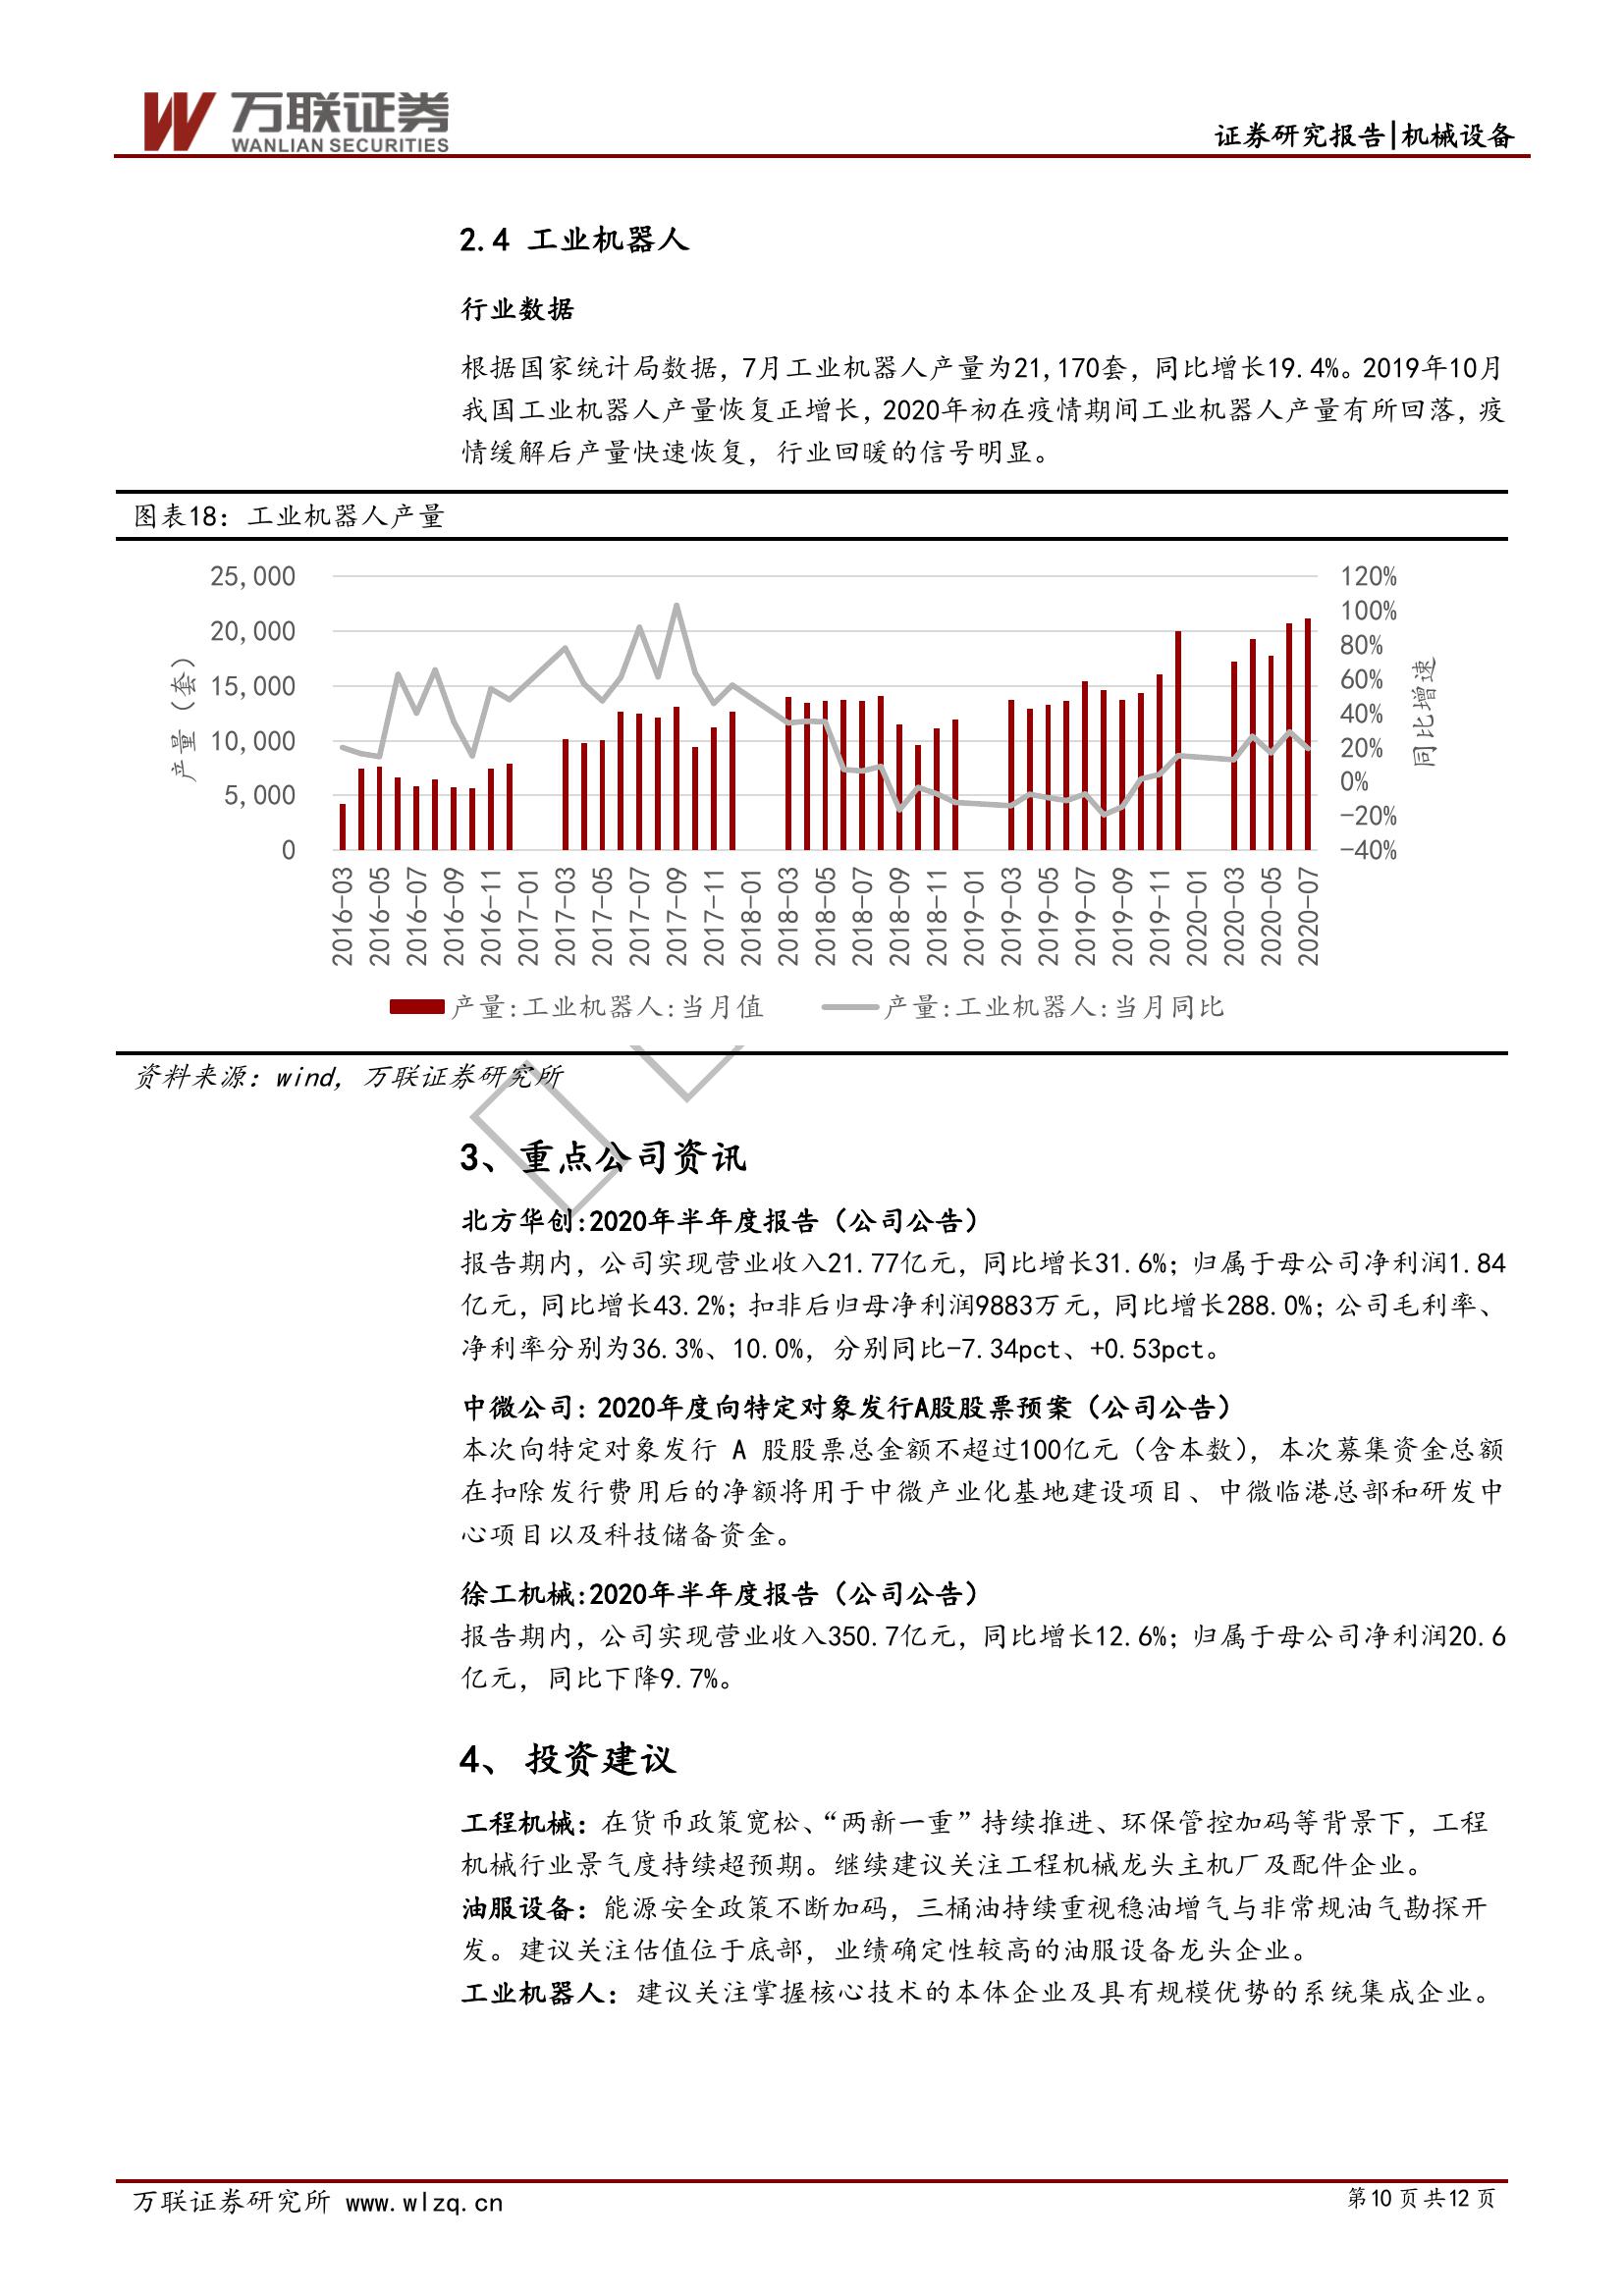 万联证券
WANLIAN SECURITIES
证券研究报告|机械设备
2.4 工业机器人
行业数据
根据国家统计局数据，7月工业机器人产量为21,170套，同比增长19.4%。2019年10月
我国工业机器人产量恢复正增长，2020年初在疫情期间工业机器人产量有所回落，疫
情缓解后产量快速恢复，行业回暖的信号明显。
图表18：工业机器人产量
25,000
20,000
15,000
10,000
5,000
0
产量（套）
120%
100%
80%
60%
40%
20%
0%
-20%
-40%
同比增速
2016-03
2016-05
2016-07
2016-09
2016-11
2017-01
2017-03
2017-05
2017-07
2017-09
2017-11
2018-01
2018-03
2018-05
2018-07
2018-09
2018-11
2019-01
2019-03
2019-05
2019-07
2019-09
2019-11
2020-01
2020-03
2020-05
2020-07
产量:工业机器人:当月值
产量:工业机器人:当月同比
资料来源：wind，万联证券研究所
3、重点公司资讯
北方华创:2020年半年度报告（公司公告）
报告期内，公司实现营业收入21.77亿元，同比增长31.6%；归属于母公司净利润1.84
亿元，同比增长43.2%；扣非后归母净利润9883万元，同比增长288.0%；公司毛利率、
净利率分别为36.3%、10.0%，分别同比-7.34pct、+0.53pct。
中微公司：2020年度向特定对象发行A股股票预案（公司公告）
本次向特定对象发行 A 股股票总金额不超过100亿元（含本数），本次募集资金总额
在扣除发行费用后的净额将用于中微产业化基地建设项目、中微临港总部和研发中
心项目以及科技储备资金。
徐工机械:2020年半年度报告（公司公告）
报告期内，公司实现营业收入350.7亿元，同比增长12.6%；归属于母公司净利润20.6
亿元，同比下降9.7%。
4、 投资建议
工程机械：在货币政策宽松、“两新一重”持续推进、环保管控加码等背景下，工程
机械行业景气度持续超预期。继续建议关注工程机械龙头主机厂及配件企业。
油服设备：能源安全政策不断加码，三桶油持续重视稳油增气与非常规油气勘探开
发。建议关注估值位于底部，业绩确定性较高的油服设备龙头企业。
工业机器人：建议关注掌握核心技术的本体企业及具有规模优势的系统集成企业。
万联证券研究所 www.wlzq.cn
第10 页 共12 页